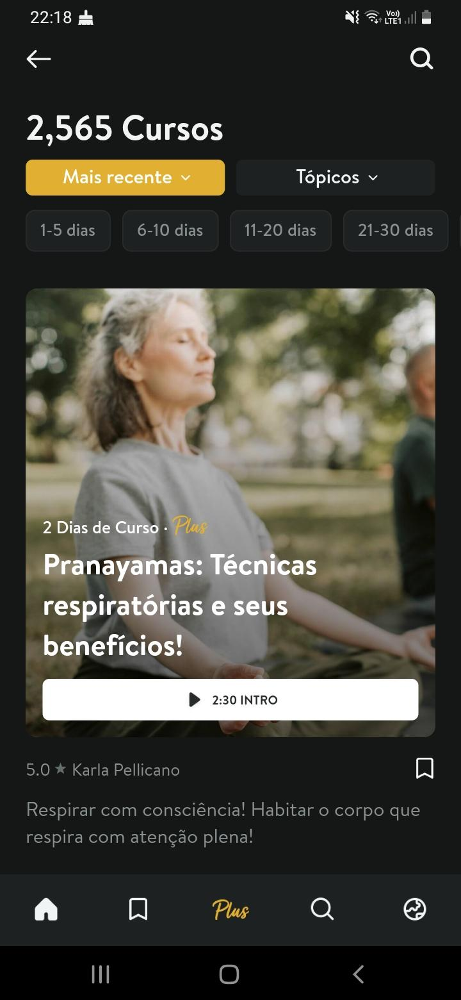 22:18
Vo))
LTE1
2,565 Cursos
Mais recente
Tópicos
1-5 dias
6-10 dias
11-20 dias
21-30 dias
2 Dias de Curso · Plus
Pranayamas: Técnicas
respiratórias e seus
benefícios!
2:30 INTRO
5.0 ★ Karla Pellicano
Respirar com consciência! Habitar o corpo que
respira com atenção plena!
Plus